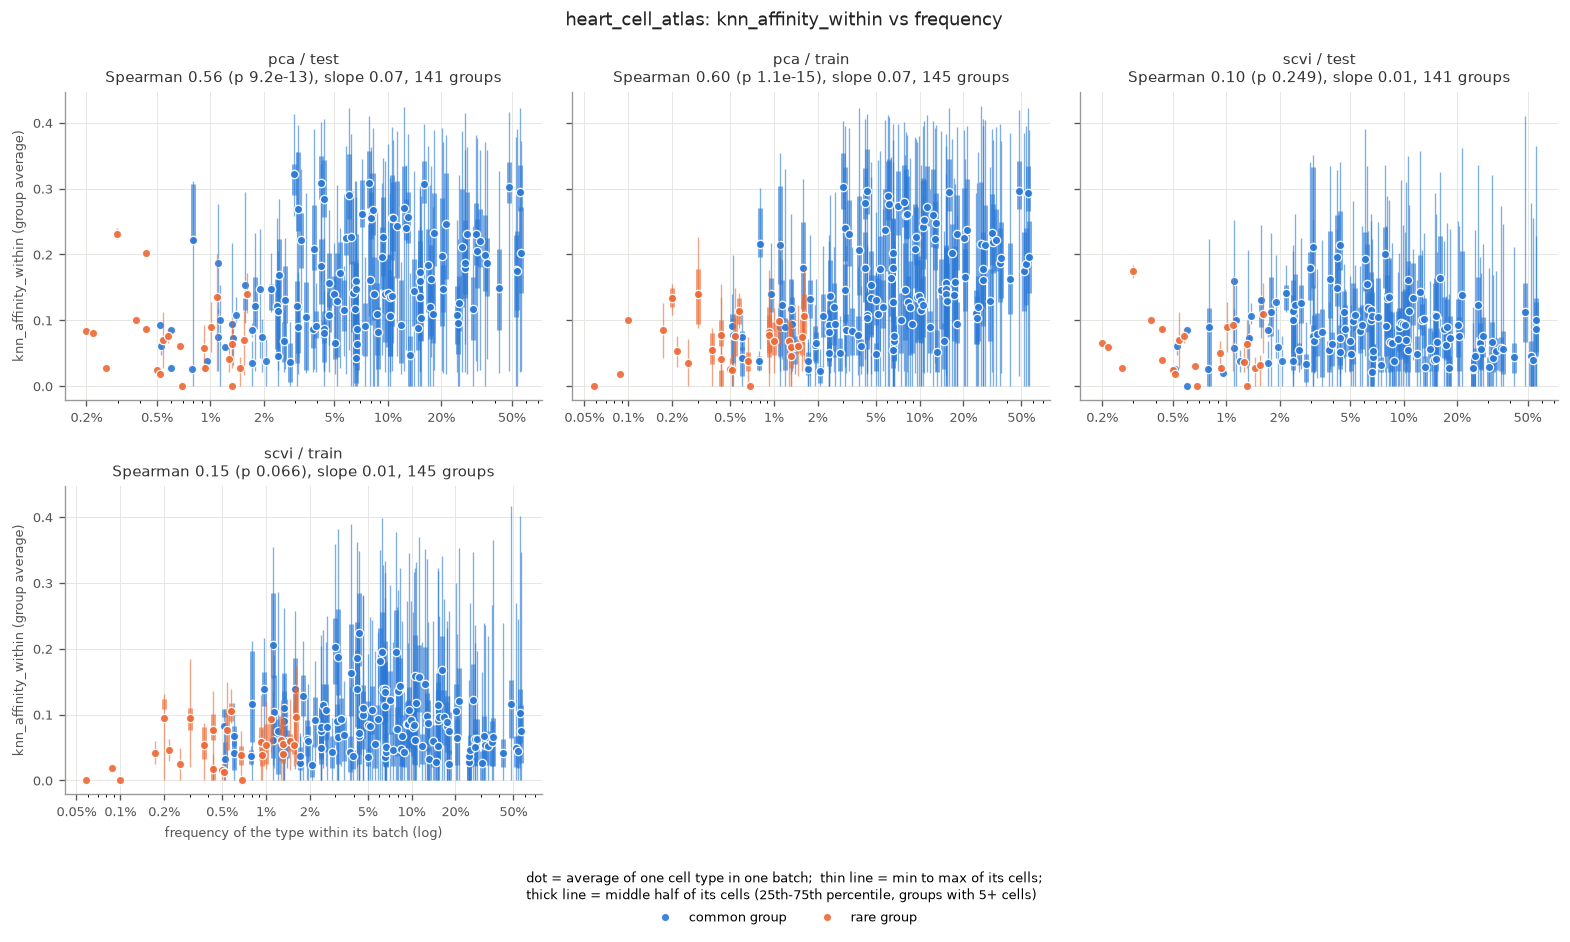 heart_cell_atlas: knn_affinity_within vs frequency
pca / test
Spearman 0.56 (p 9.2e-13), slope 0.07, 141 groups
pca / train
Spearman 0.60 (p 1.1e-15), slope 0.07, 145 groups
scvi / test
Spearman 0.10 (p 0.249), slope 0.01, 141 groups
knn_affinity_within (group average)
0.4
0.3
0.2
0.1
0.0
0.2% 0.5% 1% 2% 5% 10% 20% 50%
0.05% 0.1% 0.2% 0.5% 1% 2% 5% 10% 20% 50%
0.2% 0.5% 1% 2% 5% 10% 20% 50%
scvi / train
Spearman 0.15 (p 0.066), slope 0.01, 145 groups
knn_affinity_within (group average)
0.4
0.3
0.2
0.1
0.0
0.05% 0.1% 0.2% 0.5% 1% 2% 5% 10% 20% 50%
frequency of the type within its batch (log)
dot = average of one cell type in one batch;  thin line = min to max of its cells;
thick line = middle half of its cells (25th-75th percentile, groups with 5+ cells)
common group
rare group